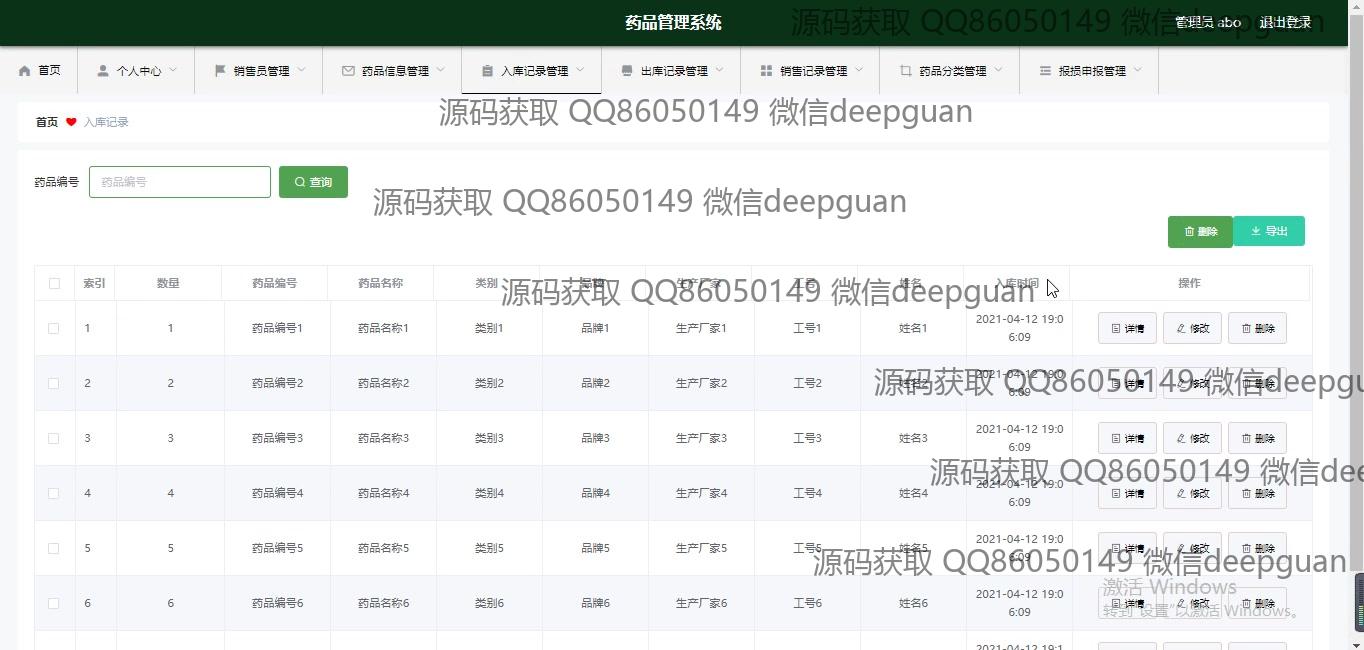 药品管理系统
源码获取 QQ86050149 微信deepguan
管理员 abo 退出登录
首页 个人中心 销售员管理 药品信息管理 入库记录管理 出库记录管理 销售记录管理 药品分类管理 报损申报管理
源码获取 QQ86050149 微信deepguan
首页 入库记录
药品编号 药品编号 查询
源码获取 QQ86050149 微信deepguan
删除 导出
索引 数量 药品编号 药品名称 类别 品牌 生产厂家 工号 姓名 入库时间 操作
源码获取 QQ86050149 微信deepguan
1 1 药品编号1 药品名称1 类别1 品牌1 生产厂家1 工号1 姓名1 2021-04-12 19:0 详情 修改 删除
6:09
2 2 药品编号2 药品名称2 类别2 品牌2 生产厂家2 工号2 姓名2 2021-04-12 19:0 详情 修改 删除
6:09
源码获取 QQ86050149 微信deepgu
3 3 药品编号3 药品名称3 类别3 品牌3 生产厂家3 工号3 姓名3 2021-04-12 19:0 详情 修改 删除
6:09
源码获取 QQ86050149 微信dee
4 4 药品编号4 药品名称4 类别4 品牌4 生产厂家4 工号4 姓名4 2021-04-12 19:0 详情 修改 删除
6:09
5 5 药品编号5 药品名称5 类别5 品牌5 生产厂家5 工号5 姓名5 2021-04-12 19:0 详情 修改 删除
6:09
源码获取 QQ86050149 微信deepguan
激活 Windows
6 6 药品编号6 药品名称6 类别6 品牌6 生产厂家6 工号6 姓名6 2021-04-12 19:0 详情 修改 删除
6:09
转到"设置"以激活 Windows。
2021-04-12 19:1